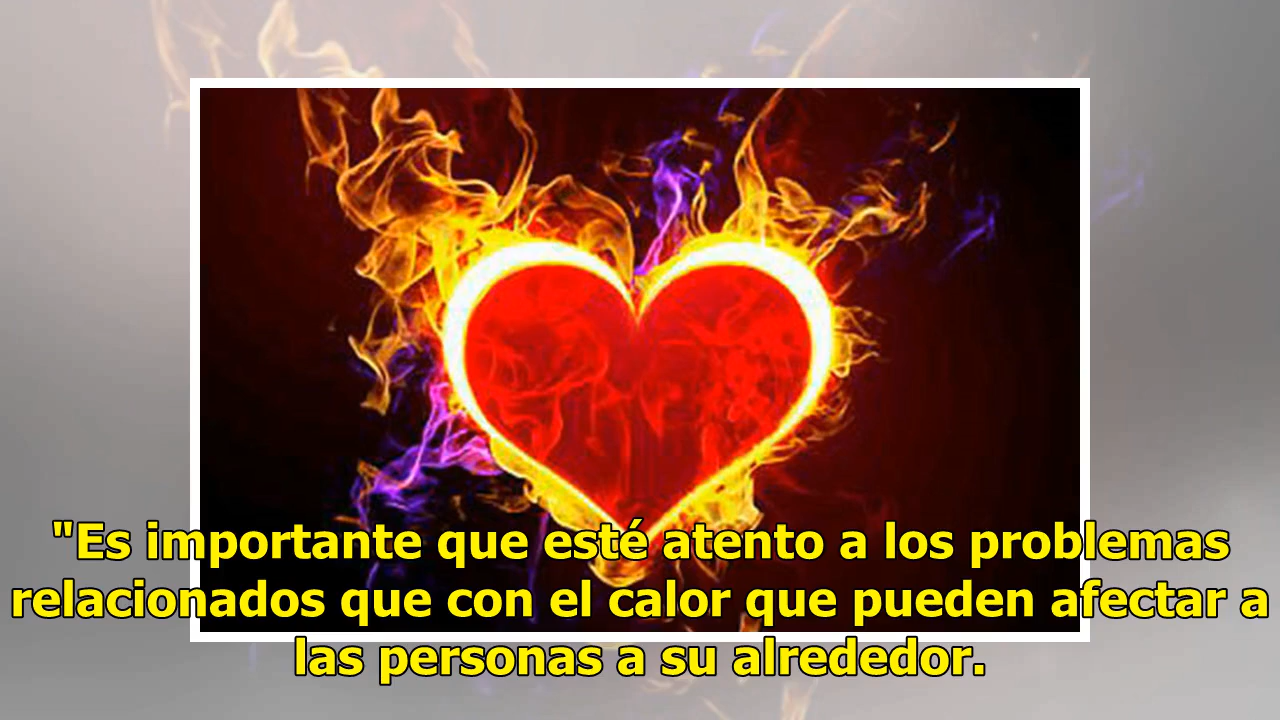 "Es importante que esté atento a los problemas
relacionados que con el calor que pueden afectar a
las personas a su alrededor.